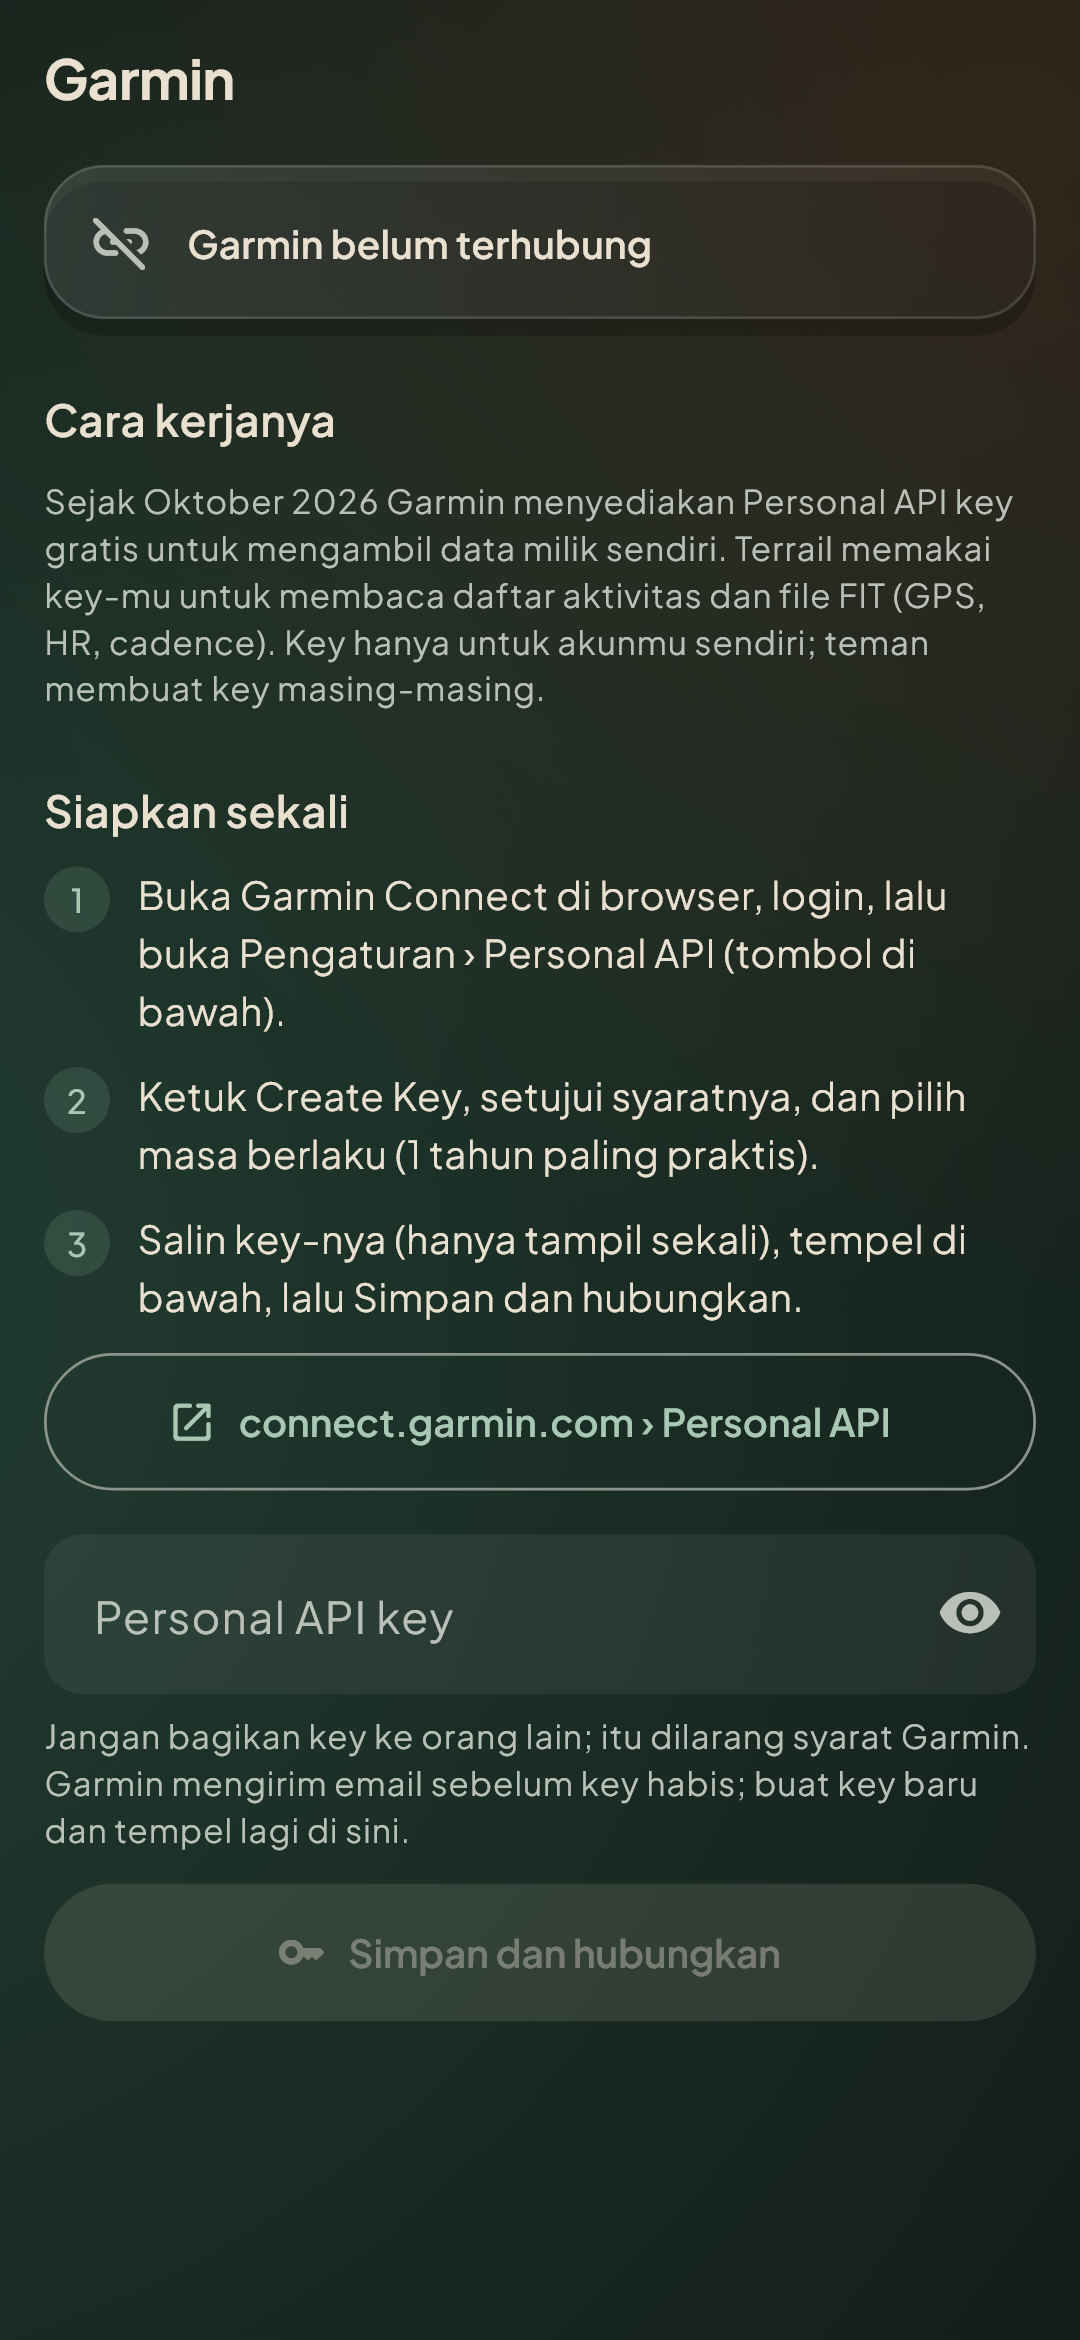 Garmin
Garmin belum terhubung
Cara kerjanya
Sejak Oktober 2026 Garmin menyediakan Personal API key
gratis untuk mengambil data milik sendiri. Terrail memakai
key-mu untuk membaca daftar aktivitas dan file FIT (GPS,
HR, cadence). Key hanya untuk akunmu sendiri; teman
membuat key masing-masing.
Siapkan sekali
1 Buka Garmin Connect di browser, login, lalu
buka Pengaturan › Personal API (tombol di
bawah).
2 Ketuk Create Key, setujui syaratnya, dan pilih
masa berlaku (1 tahun paling praktis).
3 Salin key-nya (hanya tampil sekali), tempel di
bawah, lalu Simpan dan hubungkan.
connect.garmin.com › Personal API
Personal API key
Jangan bagikan key ke orang lain; itu dilarang syarat Garmin.
Garmin mengirim email sebelum key habis; buat key baru
dan tempel lagi di sini.
Simpan dan hubungkan